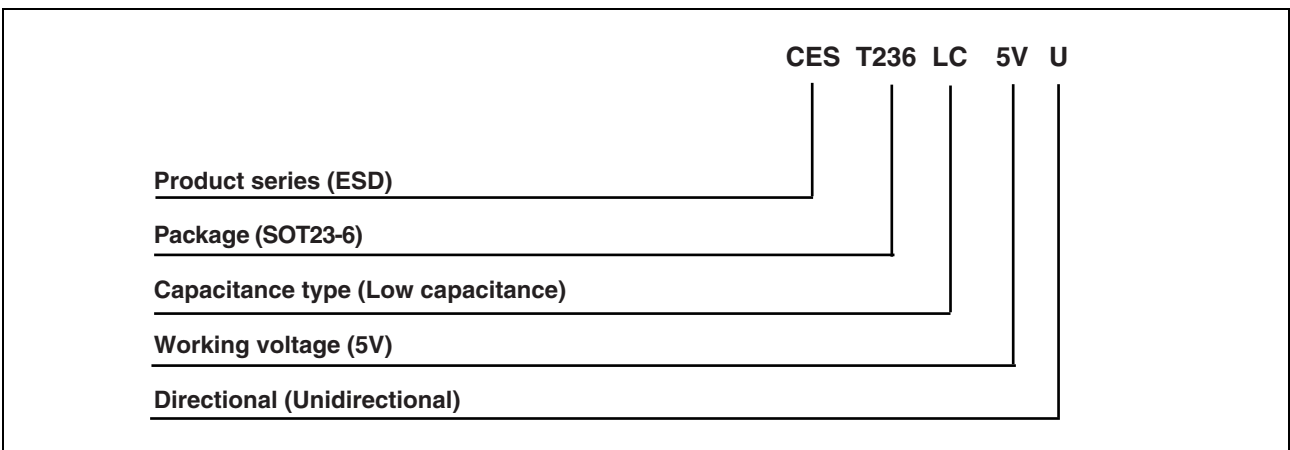 CES T236 LC 5V U
Product series (ESD)
Package (SOT23-6)
Capacitance type (Low capacitance)
Working voltage (5V)
Directional (Unidirectional)